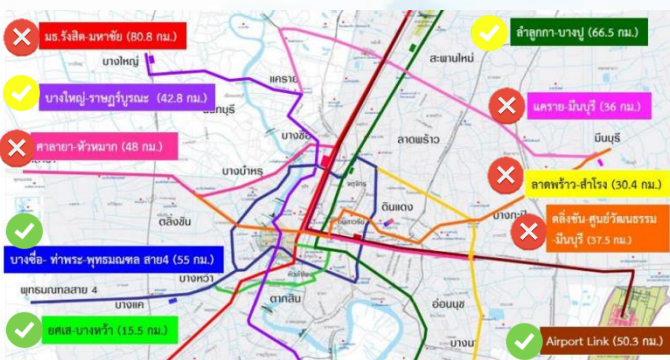 มธ.รังสิต-มหาชัย (80.8 กม.)
ลำลูกกา-บางปู (66.5 กม.)
บางใหญ่
สะพานใหม่
แคราย
บางใหญ่-ราษฎร์บูรณะ (42.8 กม.)
แคราย-มีนบุรี (36 กม.)
บางซื่อ
ลาดพร้าว
มีนบุรี
ศาลายา-หัวหมาก (48 กม.)
บางบำหรุ
จตุจักร
ลาดพร้าว-สำโรง (30.4 กม.)
ดินแดง
บางกะปิ
ตลิ่งชัน
ตลิ่งชัน-ศูนย์วัฒนธรรม
-มีนบุรี (37.5 กม.)
บางซื่อ- ท่าพระ-พุทธมณฑล สาย4 (55 กม.)
บางหว้า
พุทธมณฑลสาย 4
บางแค
ตากสิน
อ่อนนุช
ยศเส-บางหว้า (15.5 กม.)
บางนา
Airport Link (50.3 กม.)